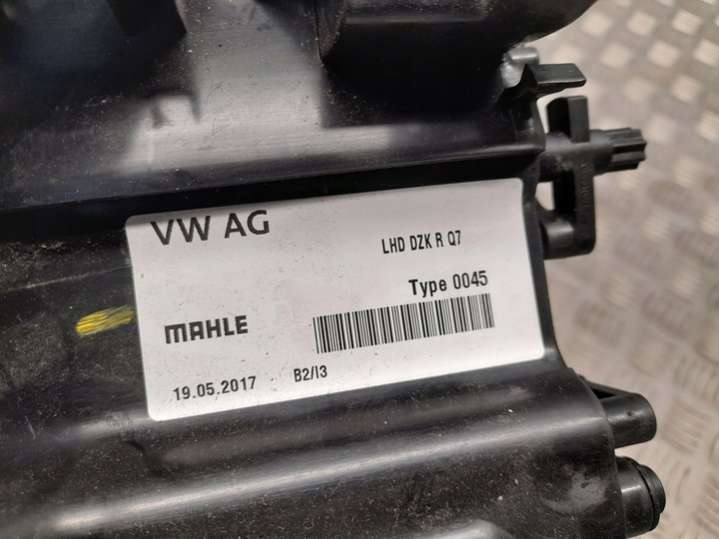 VW AG
LHD DZK R Q7
Type 0045
MAHLE
19.05.2017 B2/I3